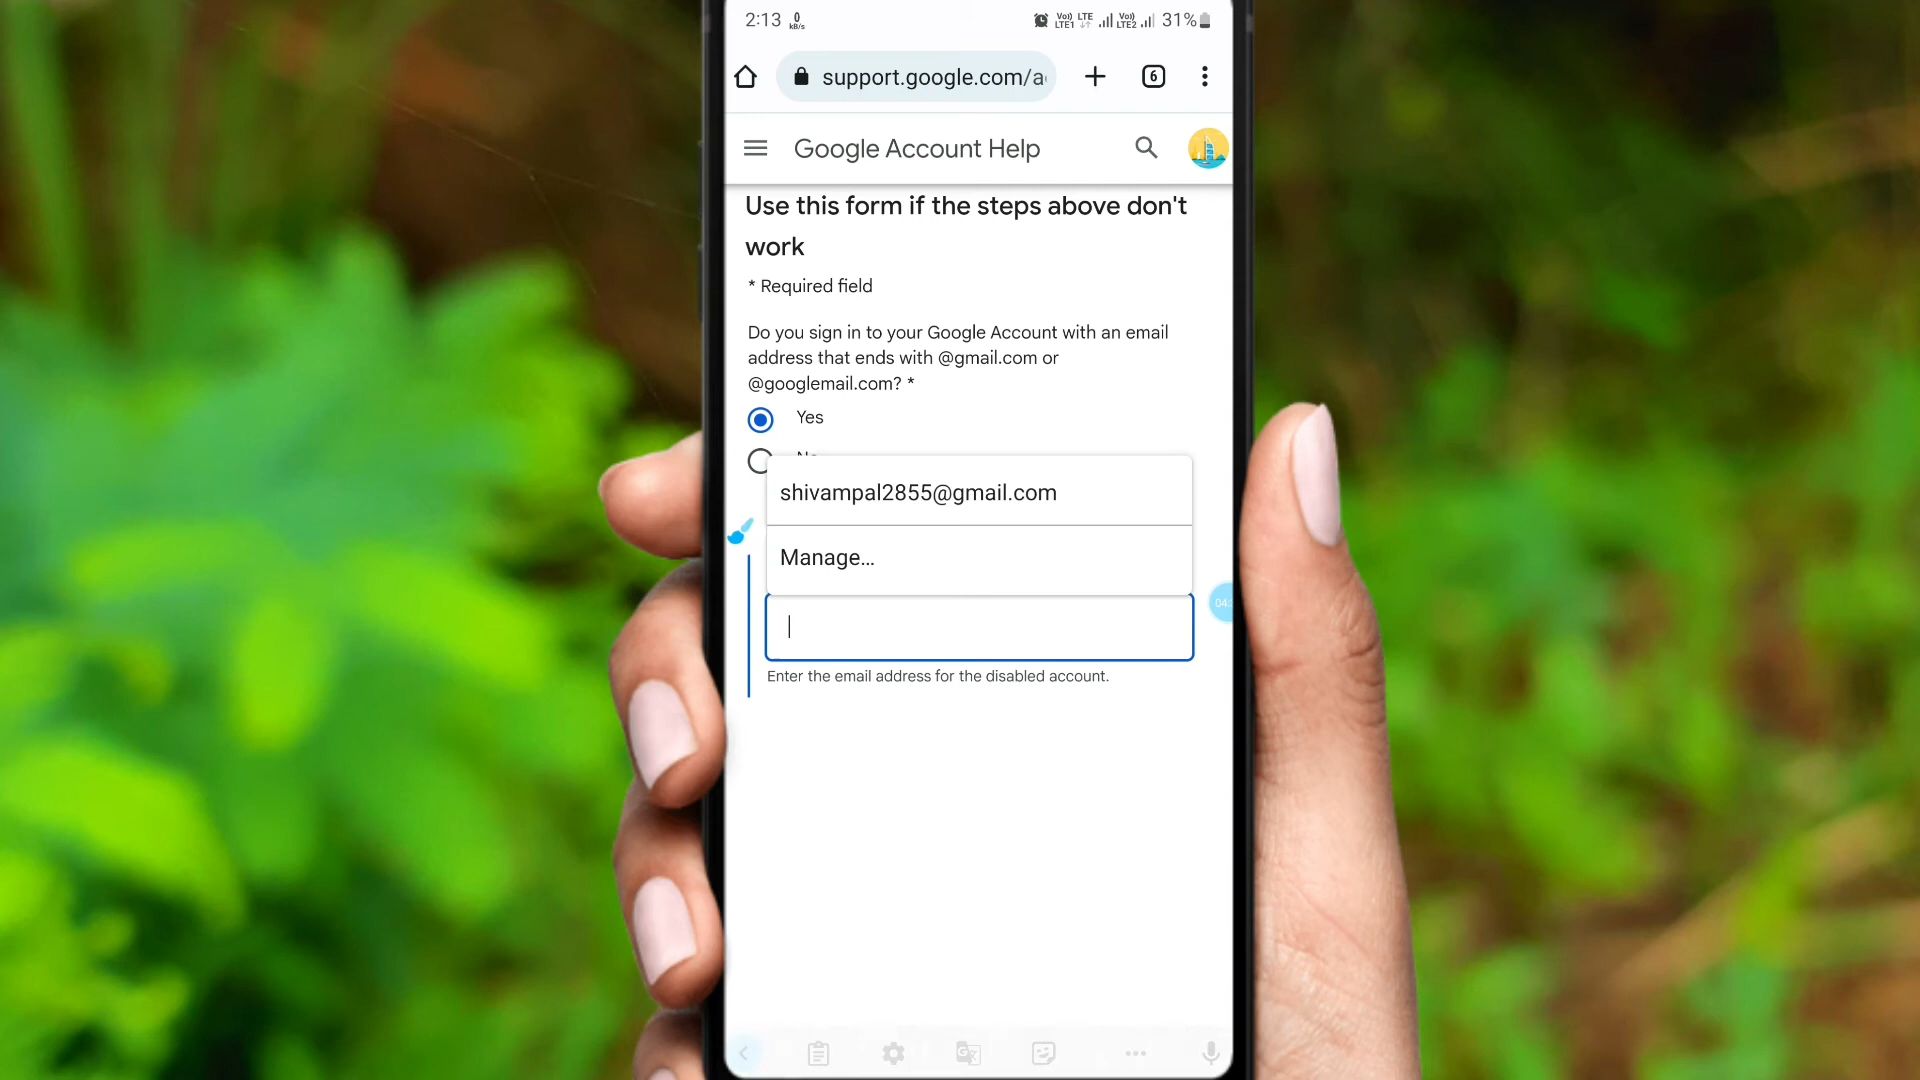 2:13 0 kB/s Vo) LTE1 LTE Vo) LTE2 31%
support.google.com/a
6
Google Account Help
Use this form if the steps above don't
work
* Required field
Do you sign in to your Google Account with an email
address that ends with @gmail.com or
@googlemail.com? *
Yes
shivampal2855@gmail.com
Manage...
04:
Enter the email address for the disabled account.